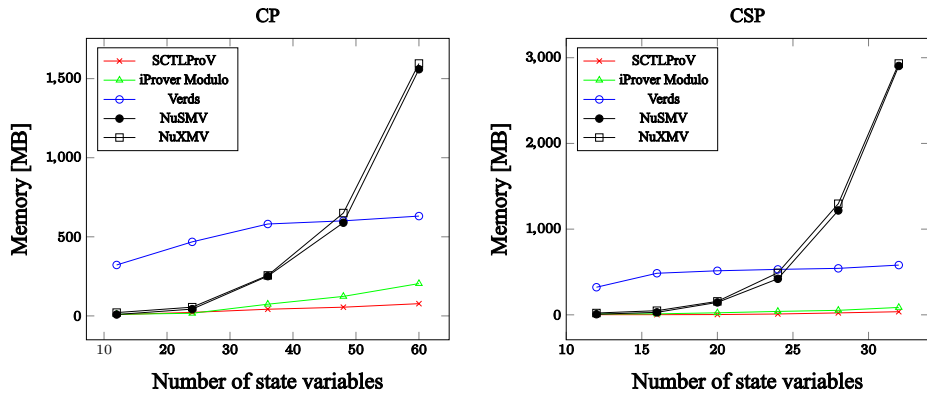 CP
Memory [MB]
1,500
1,000
500
0
SCTLProV
iProver Modulo
Verds
NuSMV
NuXMV
10 20 30 40 50 60
Number of state variables
CSP
Memory [MB]
3,000
2,000
1,000
0
SCTLProV
iProver Modulo
Verds
NuSMV
NuXMV
10 15 20 25 30
Number of state variables